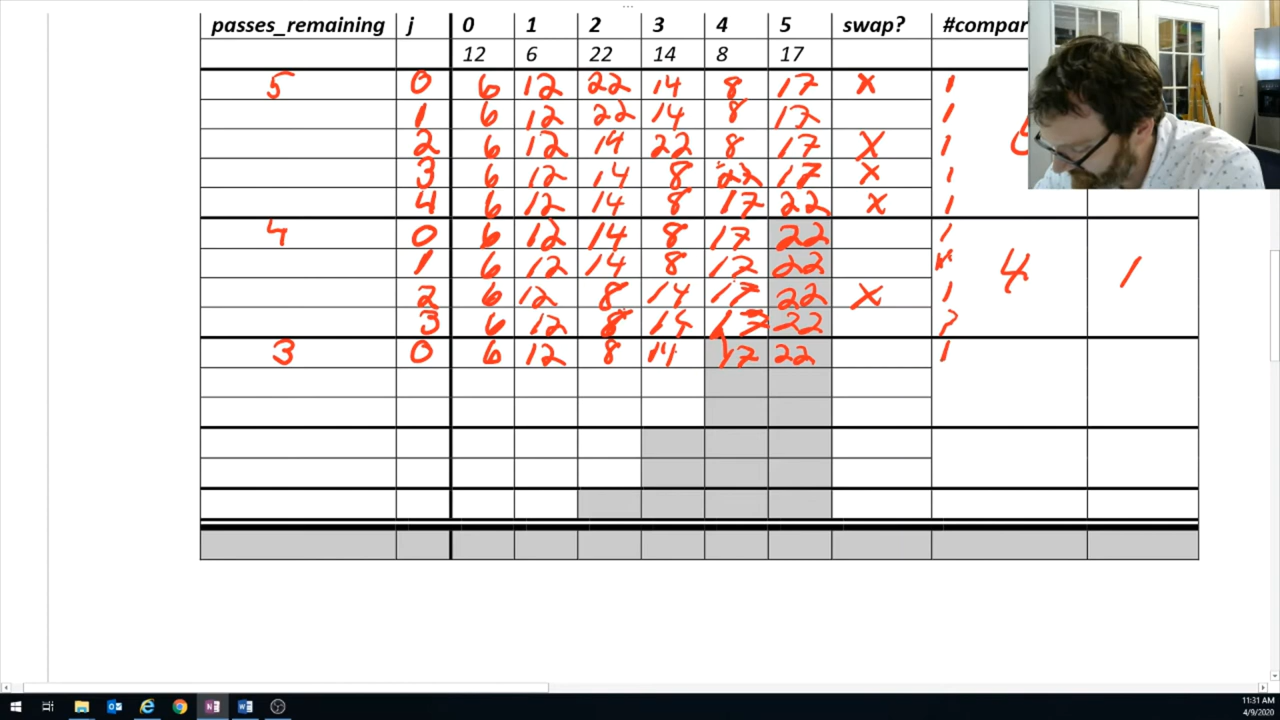 passes_remaining j 0 1 2 3 4 5 swap? #compar
12 6 22 14 8 17
5 0 6 12 22 14 8 17 x 1
1 6 12 22 14 8 17 1
2 6 12 14 22 8 17 x 1
3 6 12 14 8 22 17 x 1
4 6 12 14 8 17 22 x 1
4 0 6 12 14 8 17 22 1
1 6 12 14 8 17 22 4 1
2 6 12 8 14 17 22 x 1
3 6 12 8 14 17 22
3 0 6 12 8 14 17 22 1
11:31 AM
4/9/2020